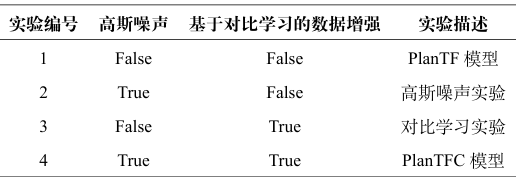 实验编号 高斯噪声 基于对比学习的数据增强 实验描述
1 False False PlanTF 模型
2 True False 高斯噪声实验
3 False True 对比学习实验
4 True True PlanTFC 模型